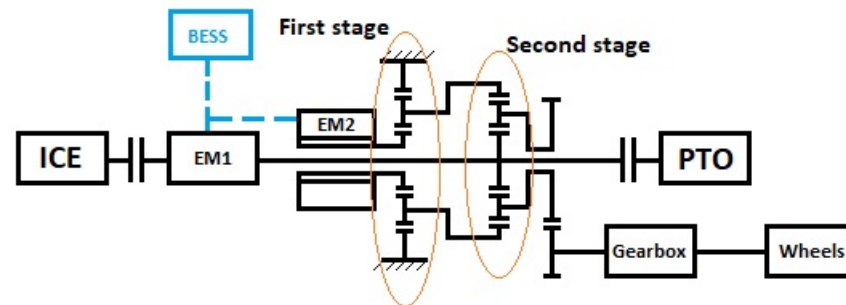 BESS
First stage
Second stage
EM2
ICE
EM1
PTO
Gearbox
Wheels